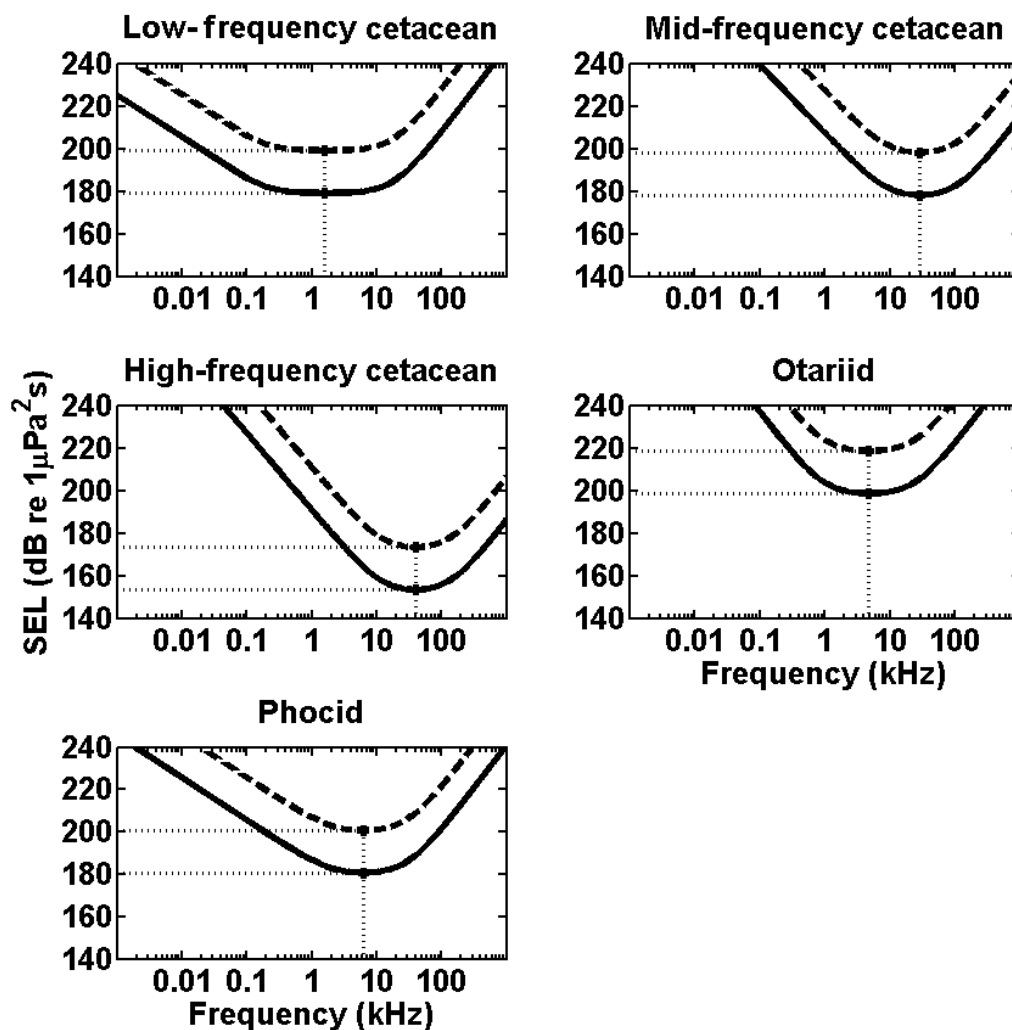 Low-frequency cetacean
240
220
200
180
160
140
0.01 0.1 1 10 100
Mid-frequency cetacean
240
220
200
180
160
140
0.01 0.1 1 10 100
High-frequency cetacean
240
220
200
180
160
140
0.01 0.1 1 10 100
SEL (dB re 1μPa²s)
Otariid
240
220
200
180
160
140
0.01 0.1 1 10 100
Frequency (kHz)
Phocid
240
220
200
180
160
140
0.01 0.1 1 10 100
Frequency (kHz)